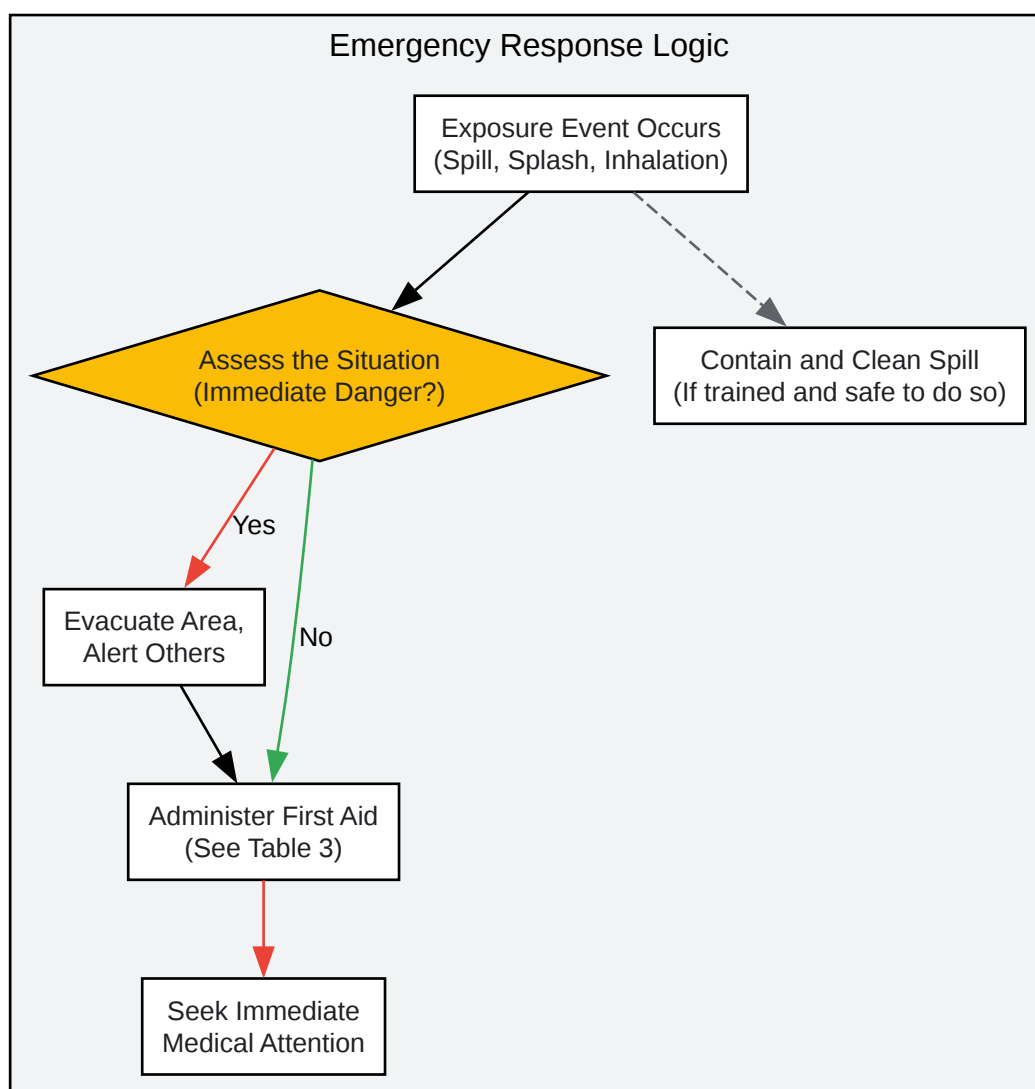 Emergency Response Logic
Exposure Event Occurs
(Spill, Splash, Inhalation)
Assess the Situation
(Immediate Danger?)
Contain and Clean Spill
(If trained and safe to do so)
Yes
Evacuate Area,
Alert Others
No
Administer First Aid
(See Table 3)
Seek Immediate
Medical Attention